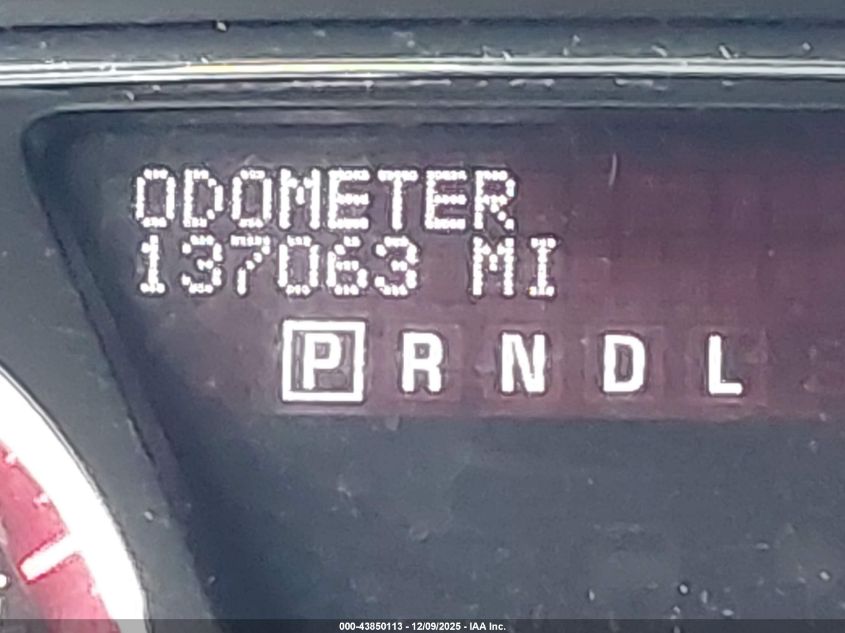 ODOMETER
137063 MI
P R N D L
000-43850113 - 12/09/2025 - IAA Inc.